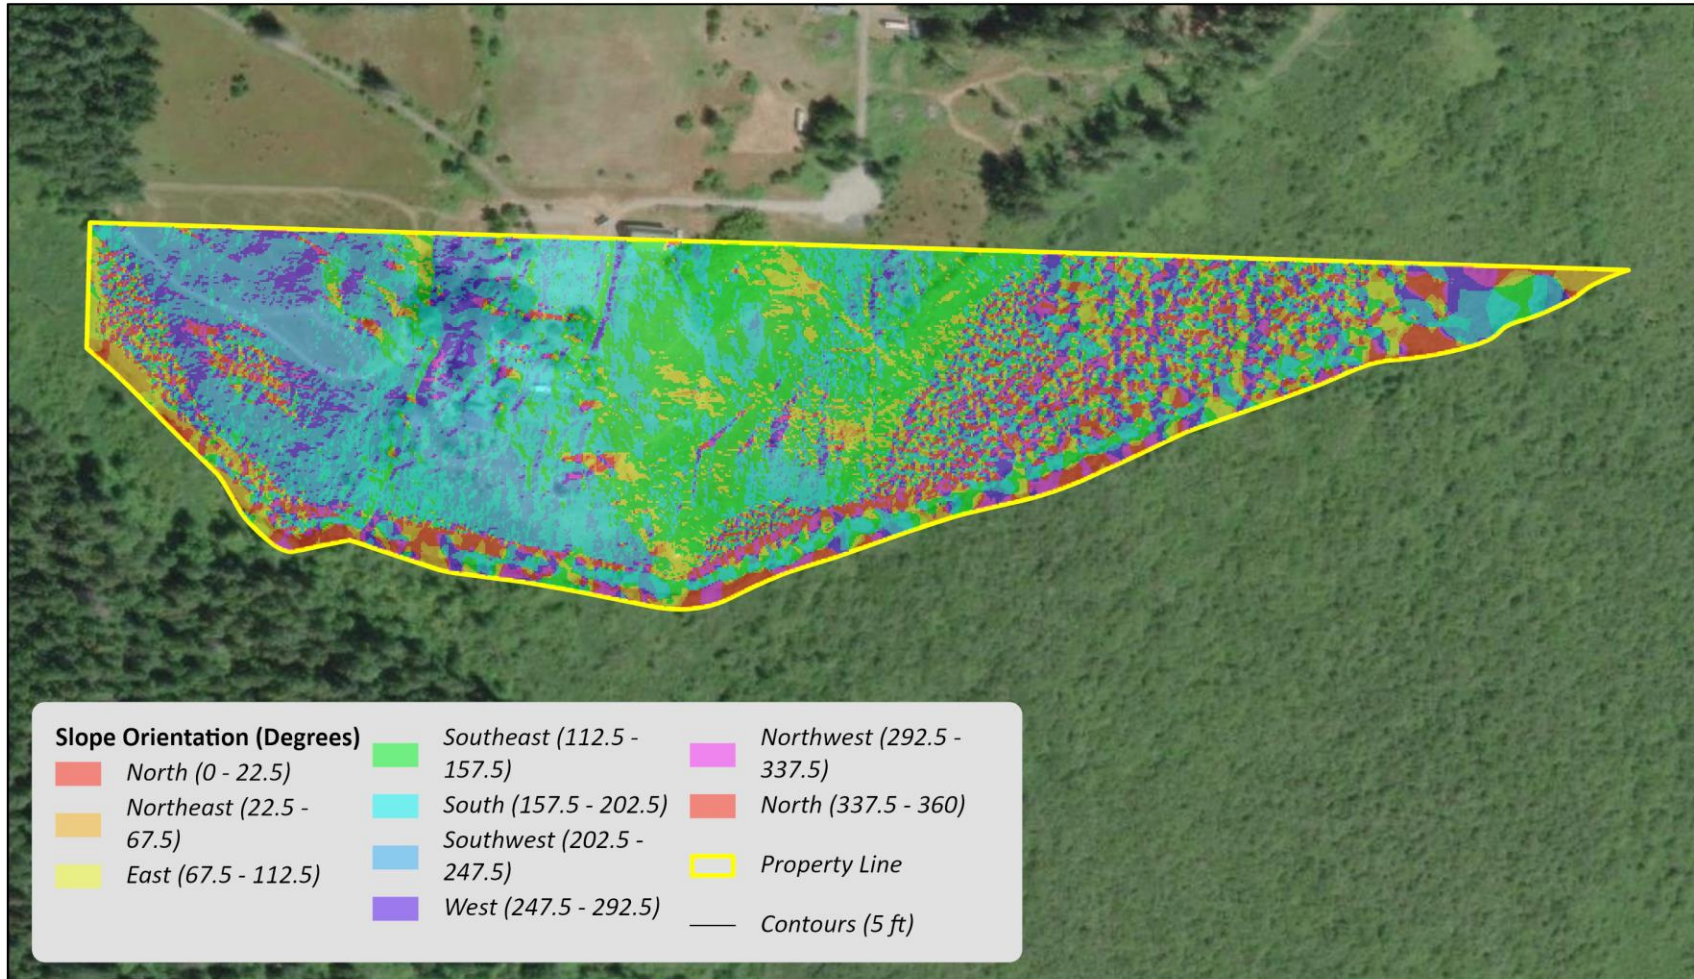 Slope Orientation (Degrees)
North (0 - 22.5)
Northeast (22.5 -
67.5)
East (67.5 - 112.5)
Southeast (112.5 -
157.5)
South (157.5 - 202.5)
Southwest (202.5 -
247.5)
West (247.5 - 292.5)
Northwest (292.5 -
337.5)
North (337.5 - 360)
Property Line
Contours (5 ft)